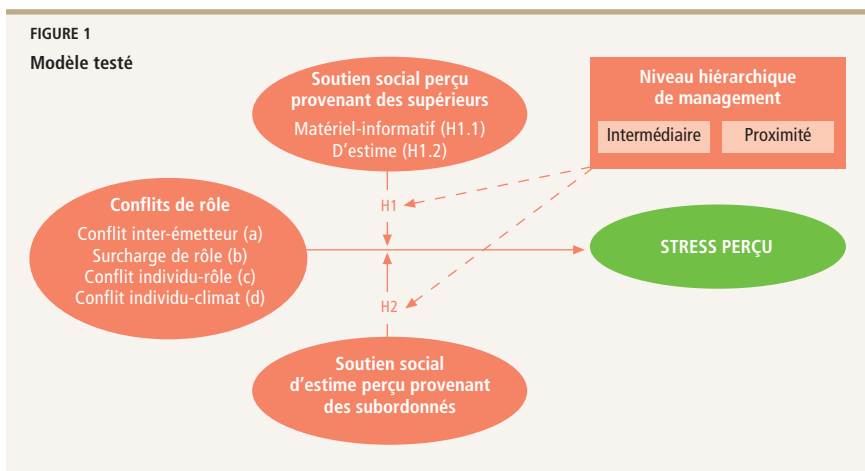 FIGURE 1
Modèle testé
Soutien social perçu
provenant des supérieurs
Matériel-informatif (H1.1)
D'estime (H1.2)
Niveau hiérarchique
de management
Intermédiaire
Proximité
Conflits de rôle
Conflit inter-émetteur (a)
Surcharge de rôle (b)
Conflit individu-rôle (c)
Conflit individu-climat (d)
H1
STRESS PERÇU
H2
Soutien social
d'estime perçu provenant
des subordonnés